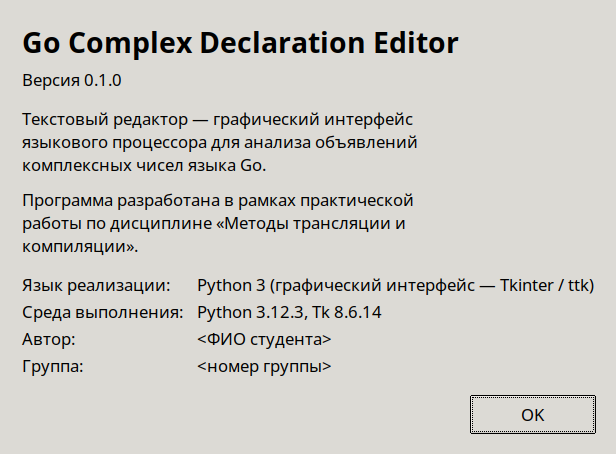 Go Complex Declaration Editor
Версия 0.1.0
Текстовый редактор — графический интерфейс
языкового процессора для анализа объявлений
комплексных чисел языка Go.
Программа разработана в рамках практической
работы по дисциплине «Методы трансляции и
компиляции».
Язык реализации: Python 3 (графический интерфейс — Tkinter / ttk)
Среда выполнения: Python 3.12.3, Tk 8.6.14
Автор: <ФИО студента>
Группа: <номер группы>
OK